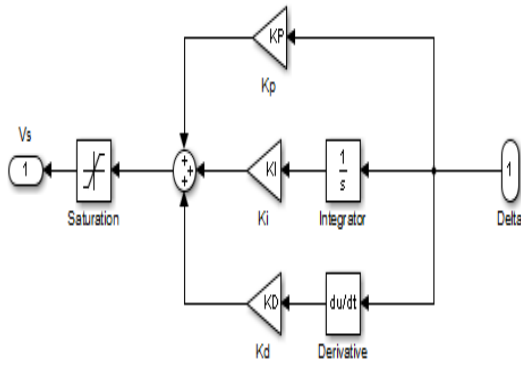 KP
Kp
Vs
1
Saturation
+
+
+
KI
Ki
1
s
Integrator
1
Delta
KD
Kd
du/dt
Derivative